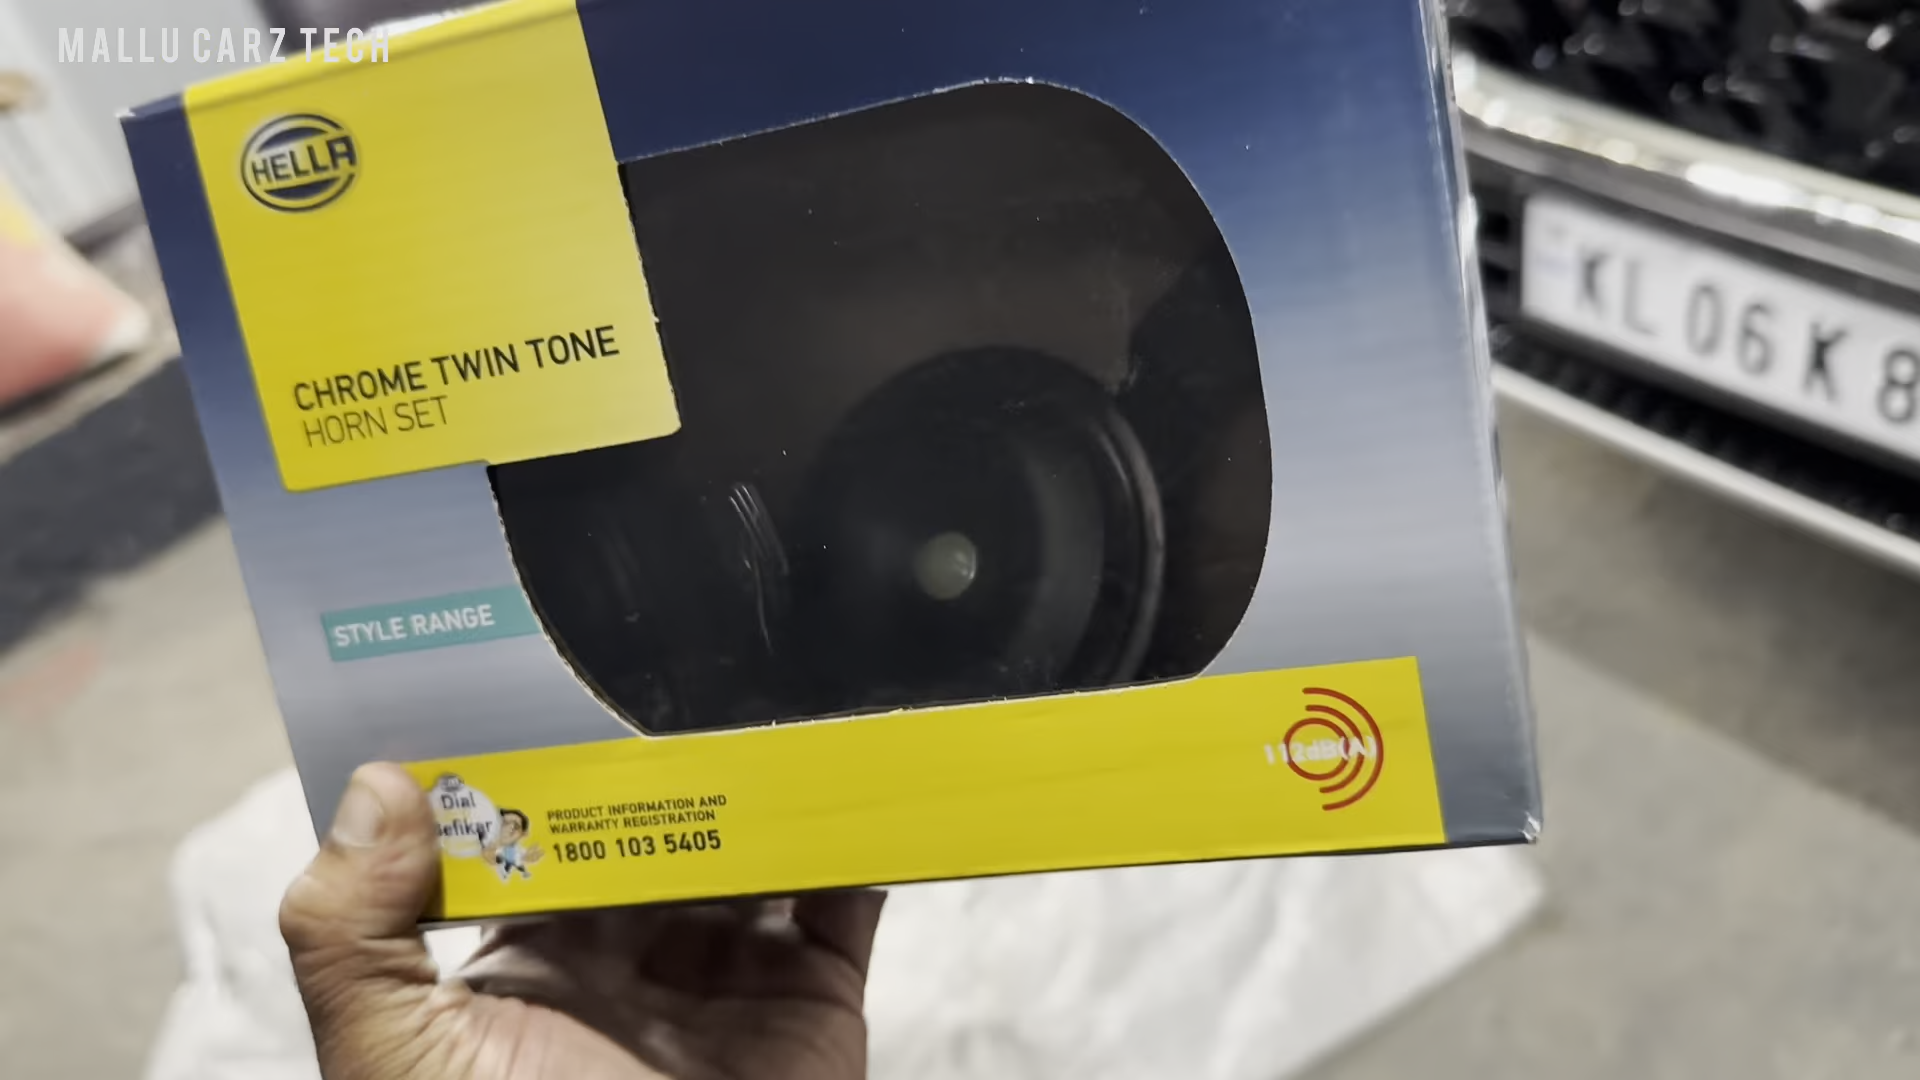 MALLU CARZ TECH
HELLA
CHROME TWIN TONE
HORN SET
STYLE RANGE
Dial
PRODUCT INFORMATION AND
WARRANTY REGISTRATION
1800 103 5405
112dB(A)
KL 06 K 8